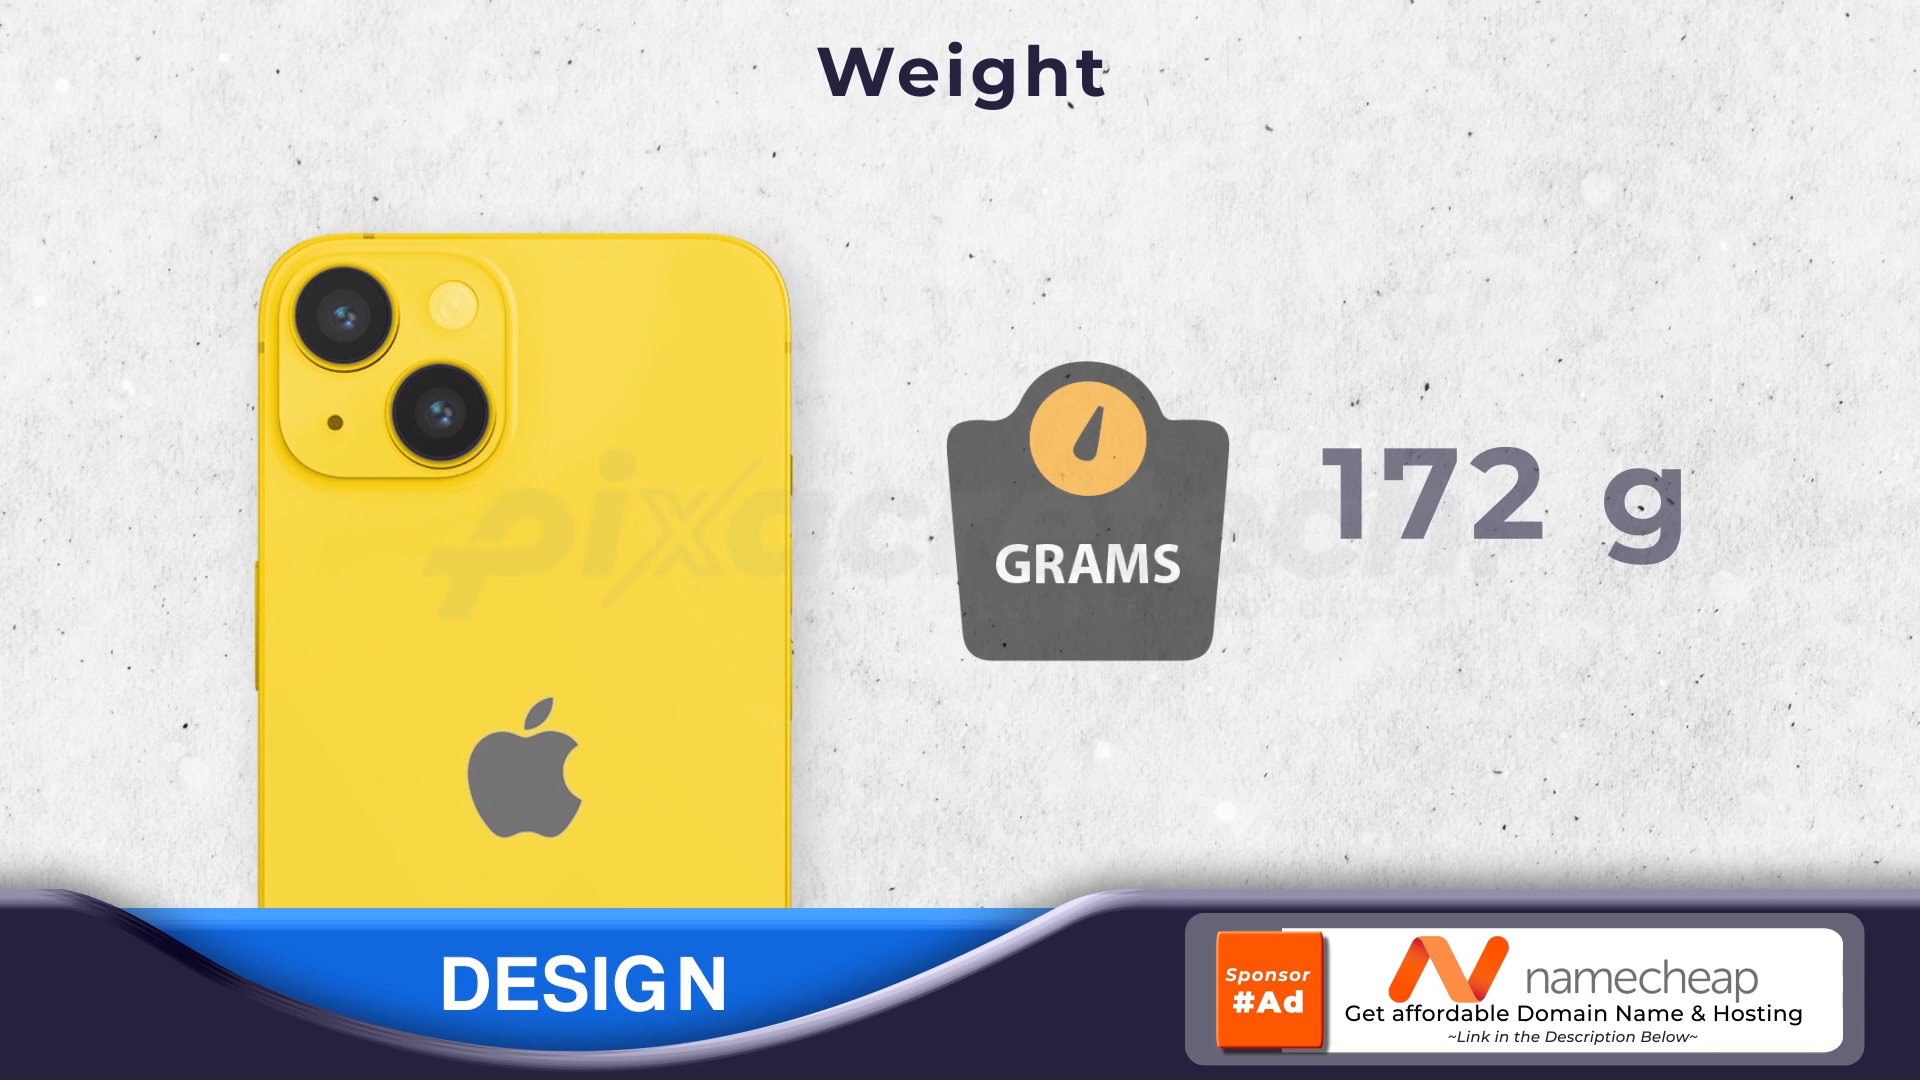 Weight
GRAMS
172 g
DESIGN
Sponsor
#Ad
namecheap
Get affordable Domain Name & Hosting
~Link in the Description Below~